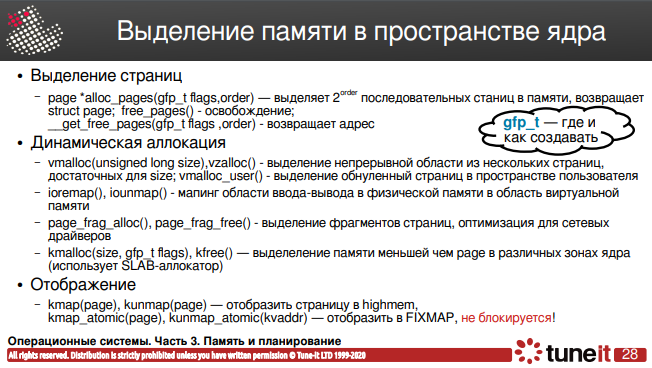 Выделение памяти в пространстве ядра
• Выделение страниц
– page *alloc_pages(gfp_t flags,order) — выделяет 2order последовательных станиц в памяти, возвращает
struct page; free_pages() - освобождение;
__get_free_pages(gfp_t flags ,order) - возвращает адрес
gfp_t — где и
как создавать
• Динамическая аллокация
– vmalloc(unsigned long size),vzalloc() - выделение непрерывной области из нескольких страниц,
достаточных для size; vmalloc_user() - выделение обнуленный страниц в пространстве пользователя
– ioremap(), iounmap() - мапинг области ввода-вывода в физической памяти в область виртуальной
памяти
– page_frag_alloc(), page_frag_free() - выделение фрагментов страниц, оптимизация для сетевых
драйверов
– kmalloc(size, gfp_t flags), kfree() — выделеление памяти меньшей чем page в различных зонах ядра
(использует SLAB-аллокатор)
• Отображение
– kmap(page), kunmap(page) — отобразить страницу в highmem,
kmap_atomic(page), kunmap_atomic(kvaddr) — отобразить в FIXMAP, не блокируется!
Операционные системы. Часть 3. Память и планирование
All rights reserved. Distribution is strictly prohibited unless you have written permission © Tune-it LTD 1999-2020
tuneit
28